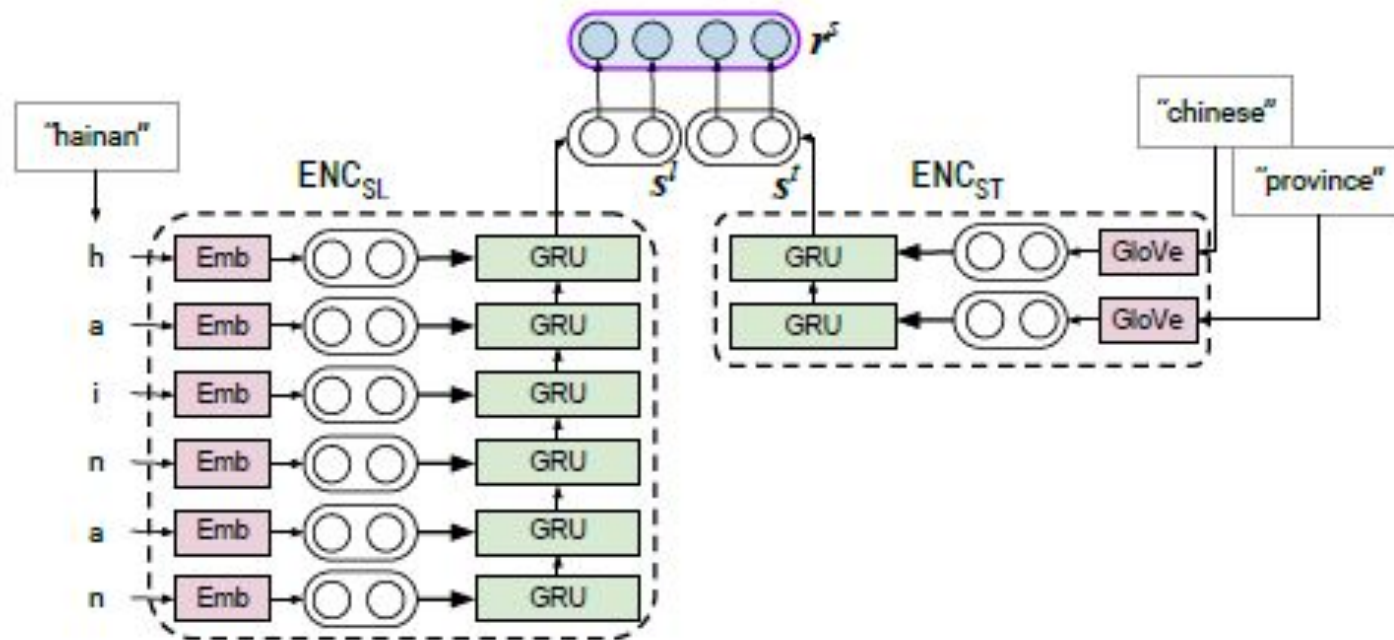 r^s
"hainan"
"chinese"
"province"
ENC_SL
s^l
s^t
ENC_ST
h Emb GRU GRU GloVe
a Emb GRU GRU GloVe
i Emb GRU
n Emb GRU
a Emb GRU
n Emb GRU